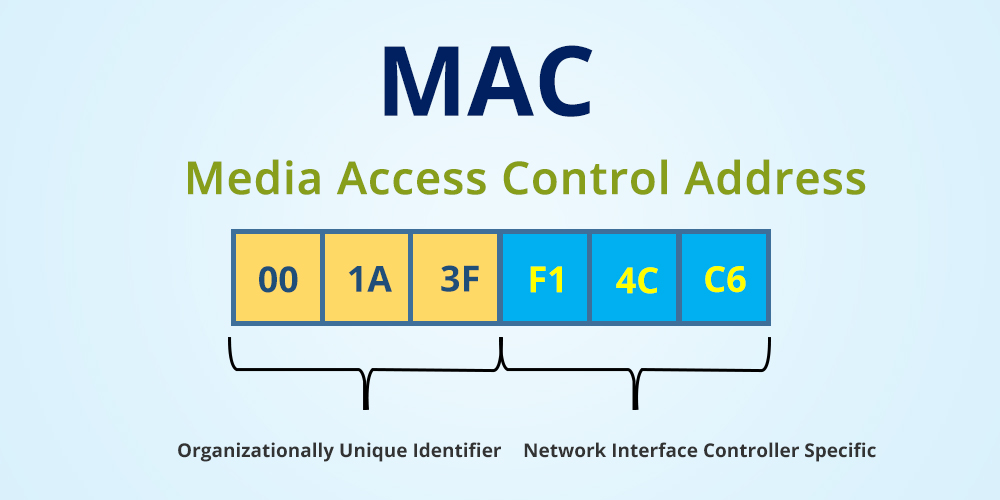 MAC
Media Access Control Address
00 1A 3F F1 4C C6
Organizationally Unique Identifier Network Interface Controller Specific